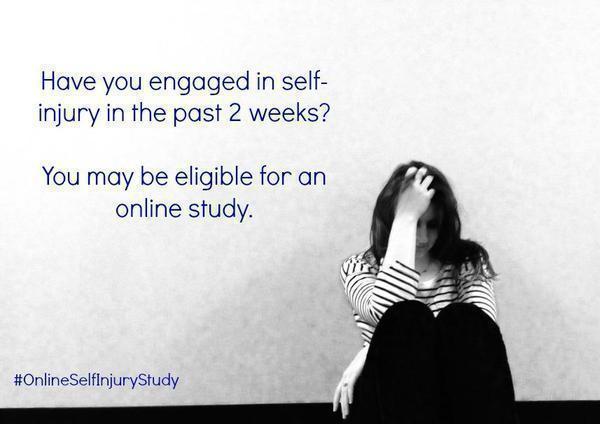 Have you engaged in self-
injury in the past 2 weeks?
You may be eligible for an
online study.
#OnlineSelfInjuryStudy